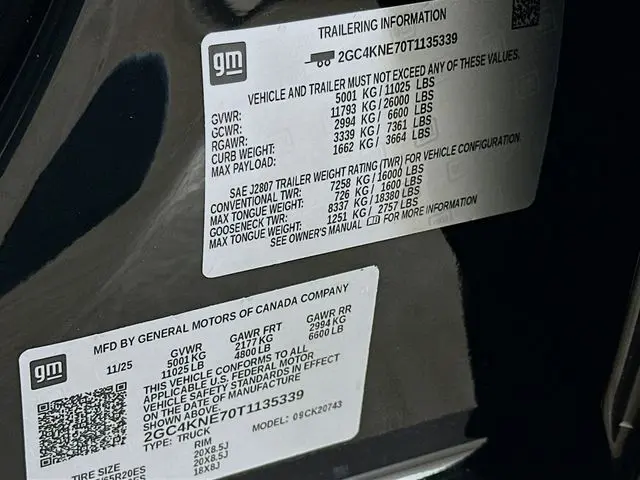 TRAILERING INFORMATION
gm
2GC4KNE70T1135339
VEHICLE AND TRAILER MUST NOT EXCEED ANY OF THESE VALUES.
GVWR: 5001 KG / 11025 LBS
GCWR: 11793 KG / 26000 LBS
RGAWR: 2994 KG / 6600 LBS
CURB WEIGHT: 3339 KG / 7361 LBS
MAX PAYLOAD: 1662 KG / 3664 LBS
SAE J2807 TRAILER WEIGHT RATING (TWR) FOR VEHICLE CONFIGURATION.
CONVENTIONAL TWR: 7258 KG / 16000 LBS
MAX TONGUE WEIGHT: 726 KG / 1600 LBS
GOOSENECK TWR: 8337 KG / 18380 LBS
MAX TONGUE WEIGHT: 1251 KG / 2757 LBS
SEE OWNER'S MANUAL FOR MORE INFORMATION
MFD BY GENERAL MOTORS OF CANADA COMPANY
gm
11/25 GVWR GAWR FRT GAWR RR
5001 KG 2177 KG 2994 KG
11025 LB 4800 LB 6600 LB
THIS VEHICLE CONFORMS TO ALL
APPLICABLE U.S. FEDERAL MOTOR
VEHICLE SAFETY STANDARDS IN EFFECT
ON THE DATE OF MANUFACTURE
SHOWN ABOVE.
2GC4KNE70T1135339
TYPE: TRUCK MODEL: 09CK20743
TIRE SIZE RIM
/65R20ES 20X8.5J
20X8.5J
18X8J